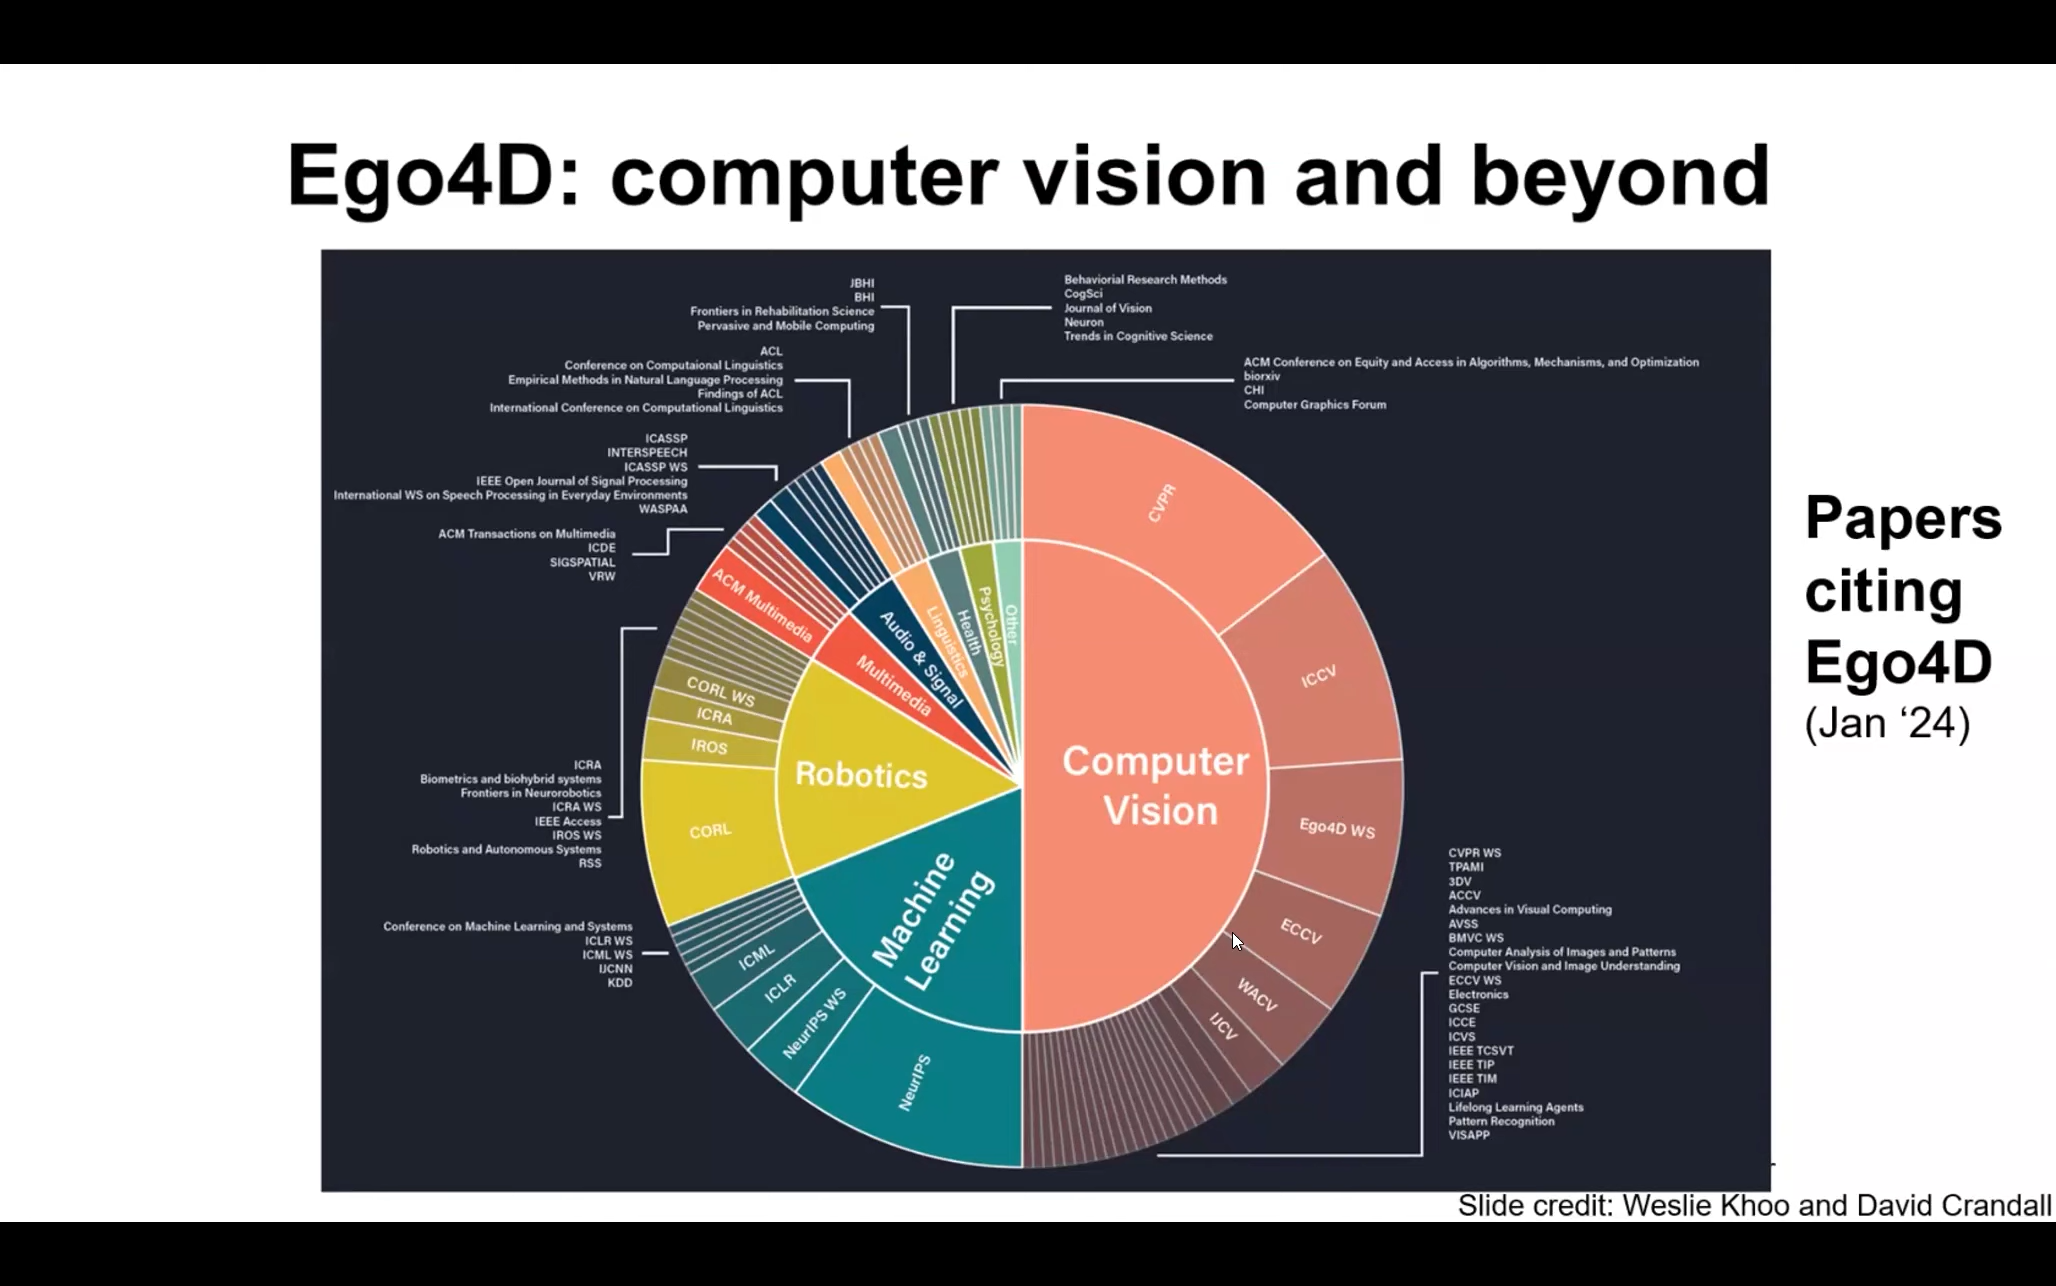 Ego4D: computer vision and beyond
JBHI
BHI
Frontiers in Rehabilitation Science
Pervasive and Mobile Computing
Behaviorial Research Methods
CogSci
Journal of Vision
Neuron
Trends in Cognitive Science
ACL
Conference on Computaional Linguistics
Empirical Methods in Natural Language Processing
Findings of ACL
International Conference on Computational Linguistics
ACM Conference on Equity and Access in Algorithms, Mechanisms, and Optimization
biorxiv
CHI
Computer Graphics Forum
ICASSP
INTERSPEECH
ICASSP WS
IEEE Open Journal of Signal Processing
International WS on Speech Processing in Everyday Environments
WASPAA
ACM Transactions on Multimedia
ICDE
SIGSPATIAL
VRW
CVPR
ICCV
Ego4D WS
ECCV
WACV
IJCV
Computer
Vision
Other
Psychology
Health
Linguistics
Audio & Signal
Multimedia
ACM Multimedia
Robotics
CORL WS
ICRA
IROS
CORL
Machine
Learning
ICML
ICLR
NeurIPS WS
NeurIPS
ICRA
Biometrics and biohybrid systems
Frontiers in Neurorobotics
ICRA WS
IEEE Access
IROS WS
Robotics and Autonomous Systems
RSS
Conference on Machine Learning and Systems
ICLR WS
ICML WS
IJCNN
KDD
CVPR WS
TPAMI
3DV
ACCV
Advances in Visual Computing
AVSS
BMVC WS
Computer Analysis of Images and Patterns
Computer Vision and Image Understanding
ECCV WS
Electronics
GCSE
ICCE
ICVS
IEEE TCSVT
IEEE TIP
IEEE TIM
ICIAP
Lifelong Learning Agents
Pattern Recognition
VISAPP
Papers
citing
Ego4D
(Jan ‘24)
Slide credit: Weslie Khoo and David Crandall